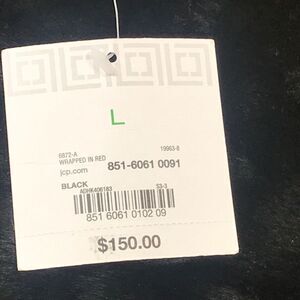 L
6872-A 19963-8
WRAPPED IN RED
jcp.com 851-6061 0091
BLACK
ADHK406183 S3-3
851 6061 0102 09
$150.00